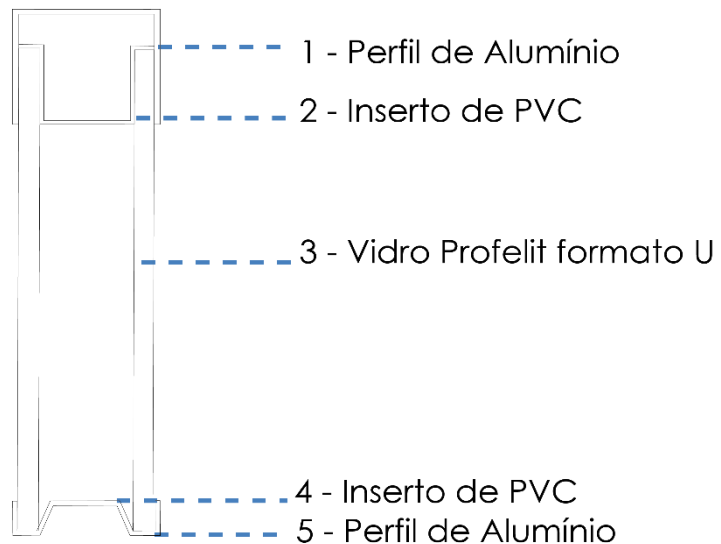 1 - Perfil de Alumínio
2 - Inserto de PVC
3 - Vidro Profelit formato U
4 - Inserto de PVC
5 - Perfil de Alumínio